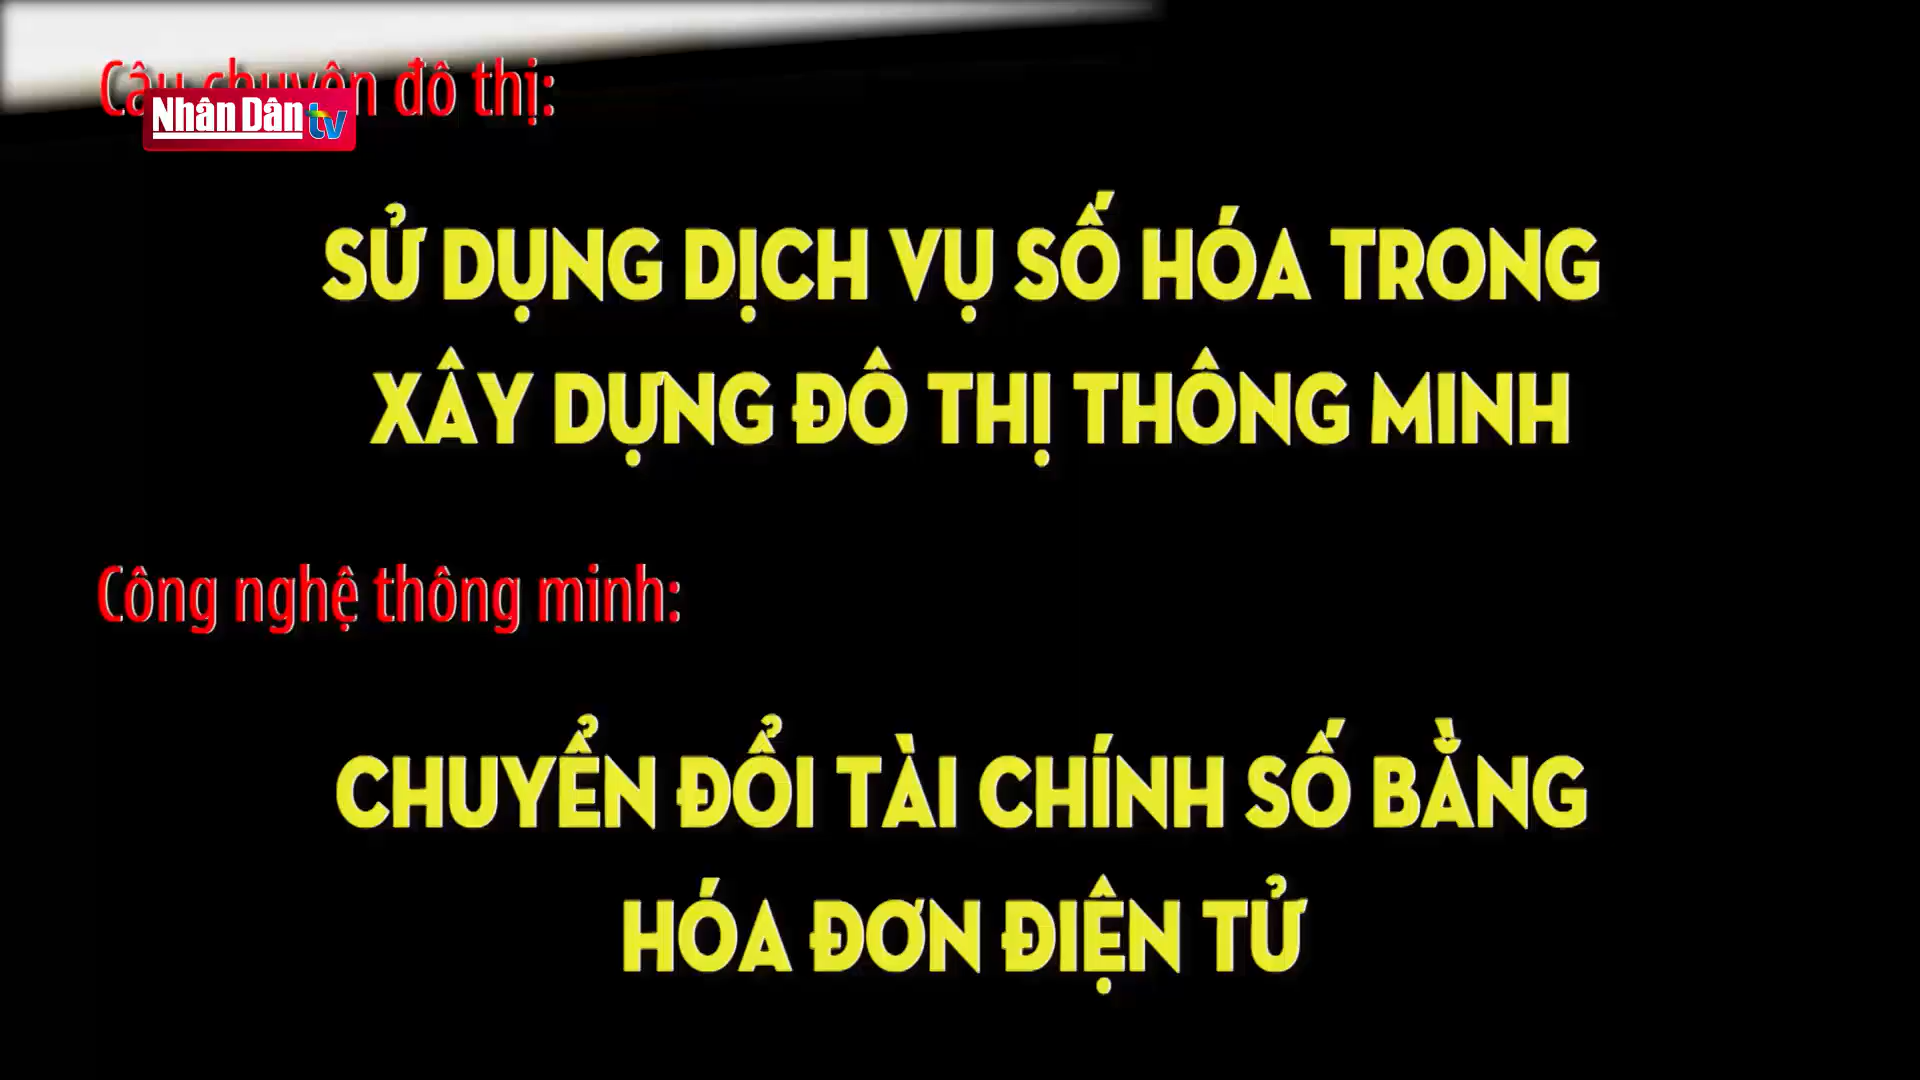 Câu chuyện đô thị:
Nhân Dân tv
SỬ DỤNG DỊCH VỤ SỐ HÓA TRONG
XÂY DỰNG ĐÔ THỊ THÔNG MINH
Công nghệ thông minh:
CHUYỂN ĐỔI TÀI CHÍNH SỐ BẰNG
HÓA ĐƠN ĐIỆN TỬ